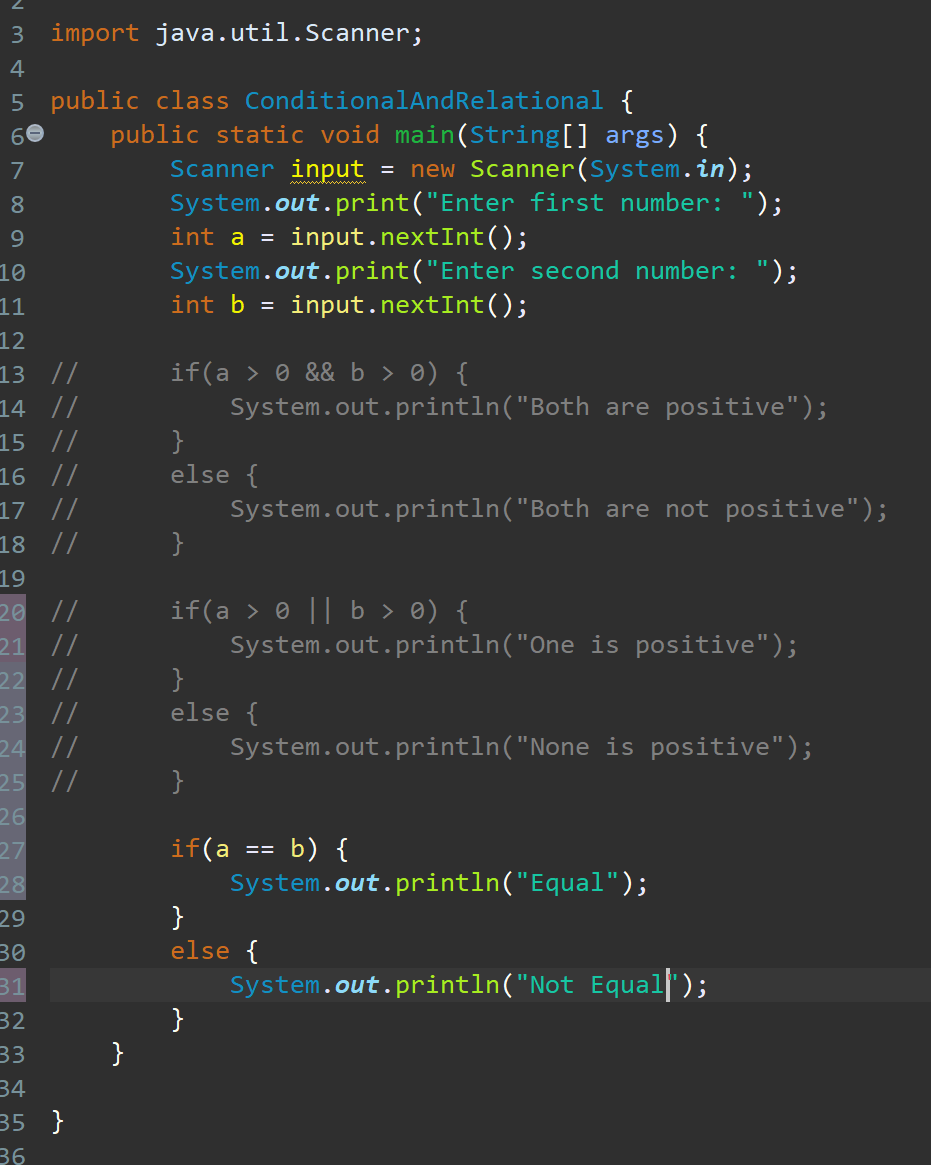 2
3 import java.util.Scanner;
4
5 public class ConditionalAndRelational {
6     public static void main(String[] args) {
7         Scanner input = new Scanner(System.in);
8         System.out.print("Enter first number: ");
9         int a = input.nextInt();
10         System.out.print("Enter second number: ");
11         int b = input.nextInt();
12
13 //      if(a > 0 && b > 0) {
14 //          System.out.println("Both are positive");
15 //      }
16 //      else {
17 //          System.out.println("Both are not positive");
18 //      }
19
20 //      if(a > 0 || b > 0) {
21 //          System.out.println("One is positive");
22 //      }
23 //      else {
24 //          System.out.println("None is positive");
25 //      }
26
27         if(a == b) {
28             System.out.println("Equal");
29         }
30         else {
31             System.out.println("Not Equal");
32         }
33     }
34
35 }
36